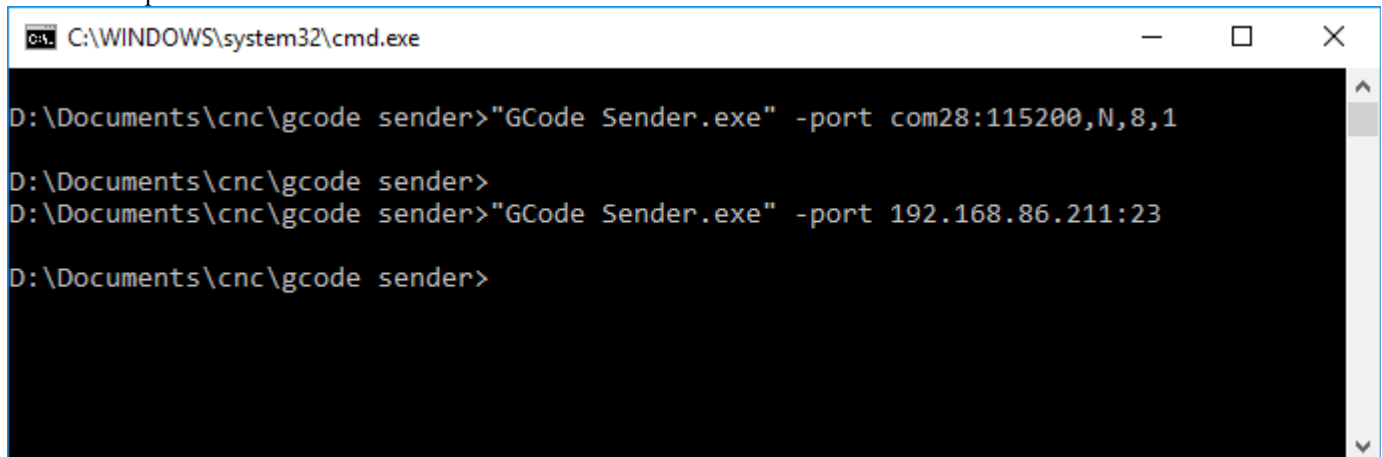 C:\WINDOWS\system32\cmd.exe
D:\Documents\cnc\gcode sender>"GCode Sender.exe" -port com28:115200,N,8,1
D:\Documents\cnc\gcode sender>
D:\Documents\cnc\gcode sender>"GCode Sender.exe" -port 192.168.86.211:23
D:\Documents\cnc\gcode sender>